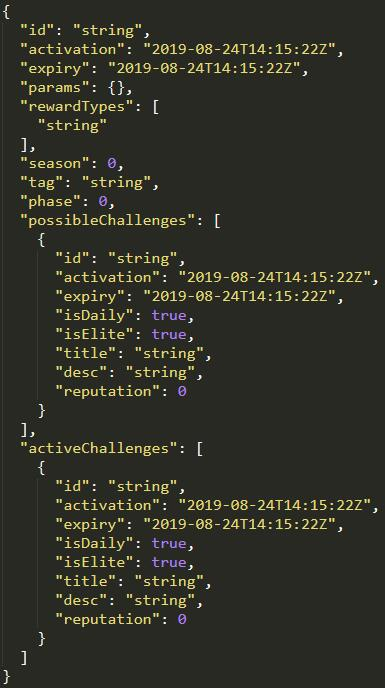 {
  "id": "string",
  "activation": "2019-08-24T14:15:22Z",
  "expiry": "2019-08-24T14:15:22Z",
  "params": {},
  "rewardTypes": [
    "string"
  ],
  "season": 0,
  "tag": "string",
  "phase": 0,
  "possibleChallenges": [
    {
      "id": "string",
      "activation": "2019-08-24T14:15:22Z",
      "expiry": "2019-08-24T14:15:22Z",
      "isDaily": true,
      "isElite": true,
      "title": "string",
      "desc": "string",
      "reputation": 0
    }
  ],
  "activeChallenges": [
    {
      "id": "string",
      "activation": "2019-08-24T14:15:22Z",
      "expiry": "2019-08-24T14:15:22Z",
      "isDaily": true,
      "isElite": true,
      "title": "string",
      "desc": "string",
      "reputation": 0
    }
  ]
}